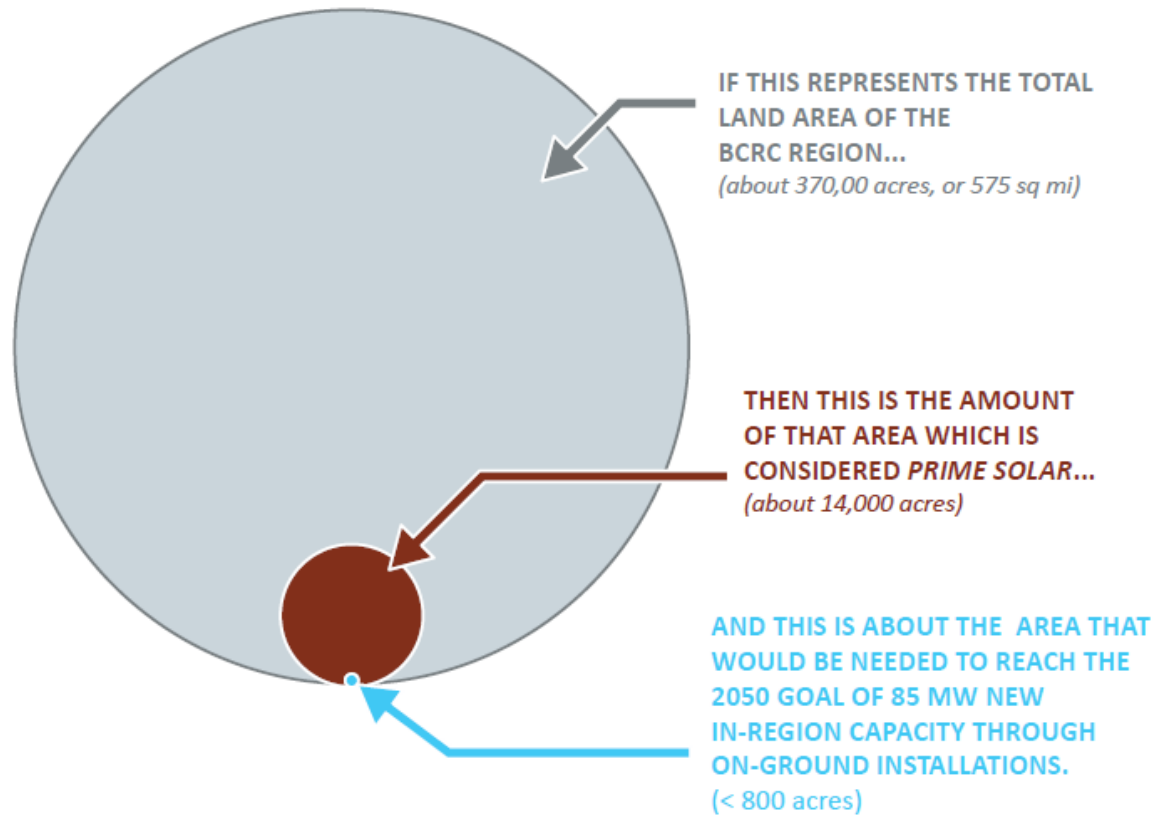 IF THIS REPRESENTS THE TOTAL
LAND AREA OF THE
BCRC REGION...
(about 370,00 acres, or 575 sq mi)
THEN THIS IS THE AMOUNT
OF THAT AREA WHICH IS
CONSIDERED PRIME SOLAR...
(about 14,000 acres)
AND THIS IS ABOUT THE AREA THAT
WOULD BE NEEDED TO REACH THE
2050 GOAL OF 85 MW NEW
IN-REGION CAPACITY THROUGH
ON-GROUND INSTALLATIONS.
(< 800 acres)